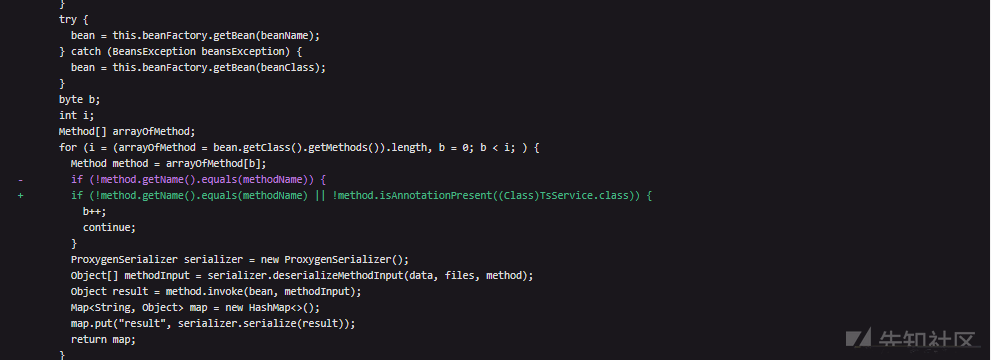 }
try {
bean = this.beanFactory.getBean(beanName);
} catch (BeansException beansException) {
bean = this.beanFactory.getBean(beanClass);
}
byte b;
int i;
Method[] arrayOfMethod;
for (i = (arrayOfMethod = bean.getClass().getMethods()).length, b = 0; b < i; ) {
Method method = arrayOfMethod[b];
- if (!method.getName().equals(methodName)) {
+ if (!method.getName().equals(methodName) || !method.isAnnotationPresent((Class)TsService.class)) {
b++;
continue;
}
ProxygenSerializer serializer = new ProxygenSerializer();
Object[] methodInput = serializer.deserializeMethodInput(data, files, method);
Object result = method.invoke(bean, methodInput);
Map<String, Object> map = new HashMap<>();
map.put("result", serializer.serialize(result));
return map;
}
先知社区